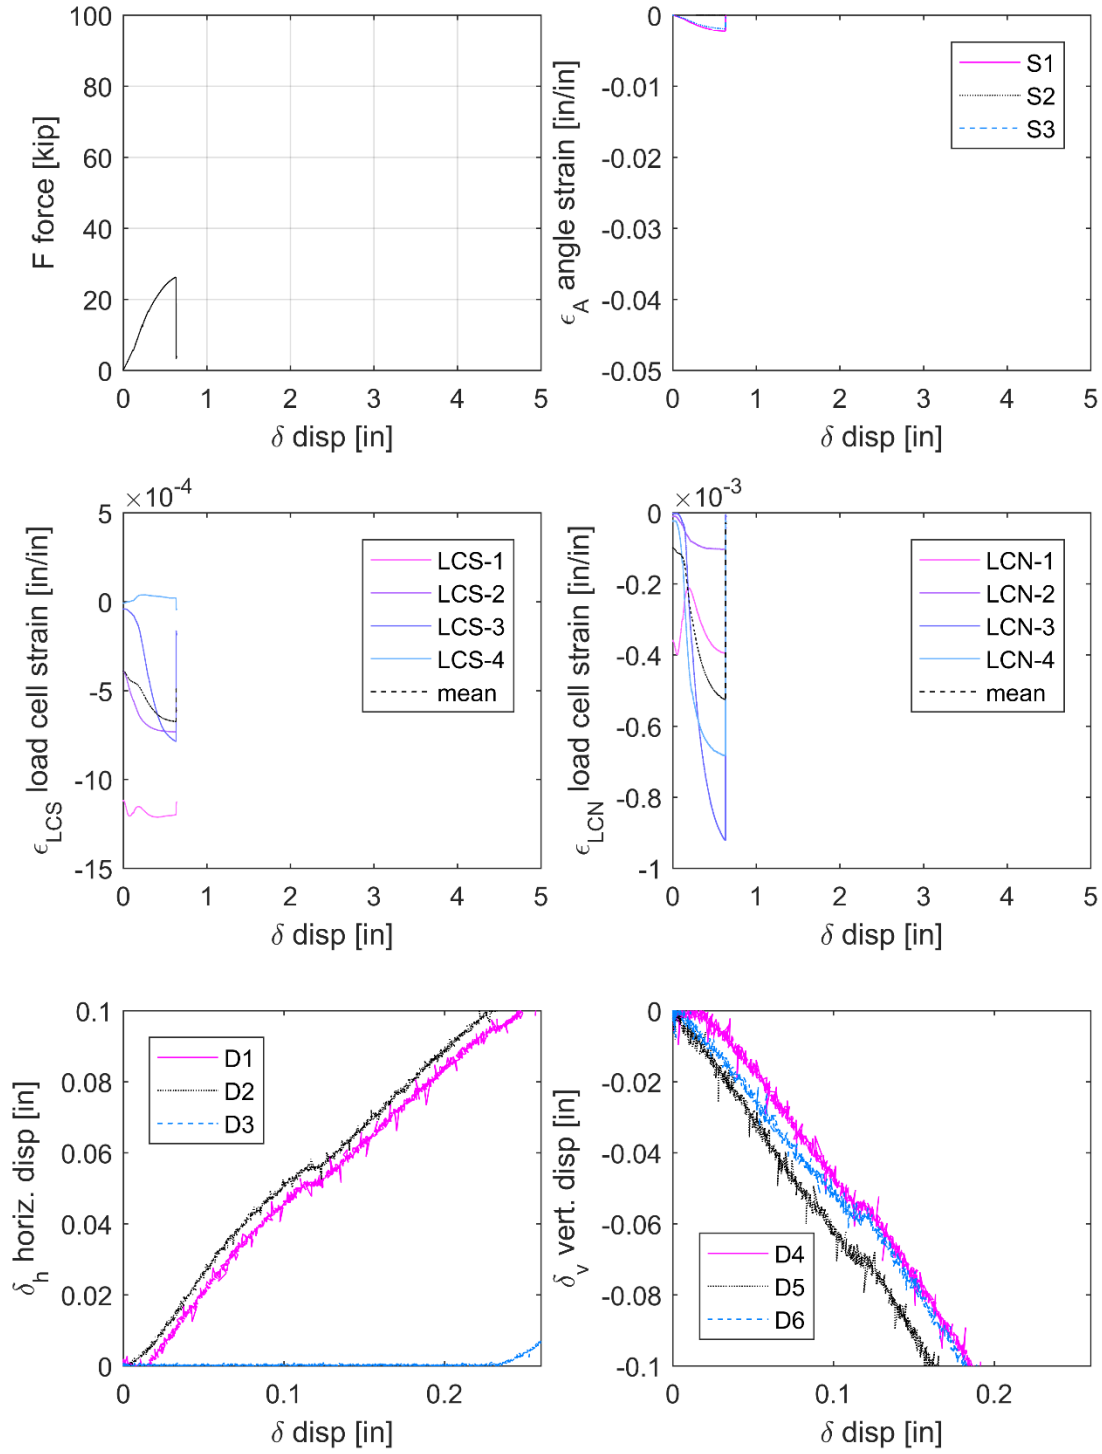 F force [kip]
100
80
60
40
20
0
0 1 2 3 4 5
δ disp [in]
ϵA angle strain [in/in]
0
-0.01
-0.02
-0.03
-0.04
-0.05
0 1 2 3 4 5
δ disp [in]
S1
S2
S3
×10-4
ϵLCS load cell strain [in/in]
5
0
-5
-10
-15
0 1 2 3 4 5
δ disp [in]
LCS-1
LCS-2
LCS-3
LCS-4
mean
×10-3
ϵLCN load cell strain [in/in]
0
-0.2
-0.4
-0.6
-0.8
-1
0 1 2 3 4 5
δ disp [in]
LCN-1
LCN-2
LCN-3
LCN-4
mean
δh horiz. disp [in]
0.1
0.08
0.06
0.04
0.02
0
0 0.1 0.2
δ disp [in]
D1
D2
D3
δv vert. disp [in]
0
-0.02
-0.04
-0.06
-0.08
-0.1
0 0.1 0.2
δ disp [in]
D4
D5
D6